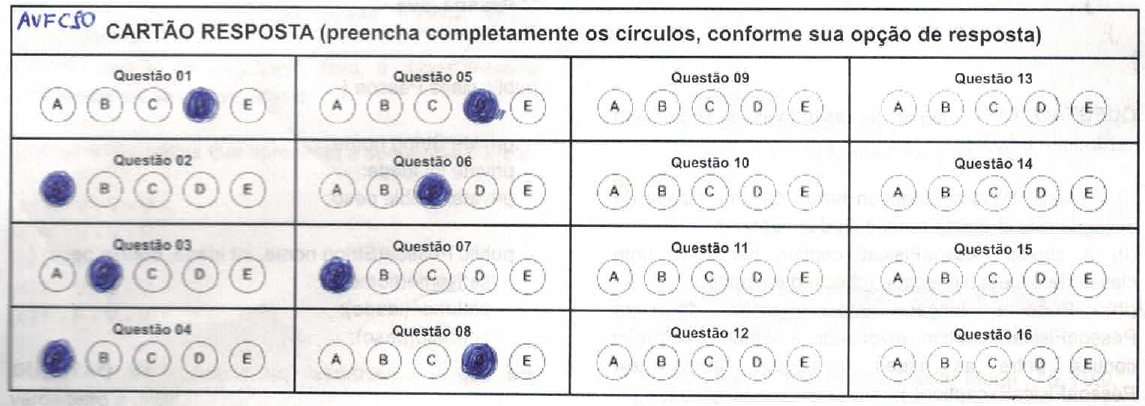 AVFCSO
CARTÃO RESPOSTA (preencha completamente os círculos, conforme sua opção de resposta)
Questão 01
A B C E
Questão 02
B C D E
Questão 03
A C D E
Questão 04
B C D E
Questão 05
A B C E
Questão 06
A B D E
Questão 07
B C D E
Questão 08
A B C E
Questão 09
A B C D E
Questão 10
A B C D E
Questão 11
A B C D E
Questão 12
A B C D E
Questão 13
A B C D E
Questão 14
A B C D E
Questão 15
A B C D E
Questão 16
A B C D E